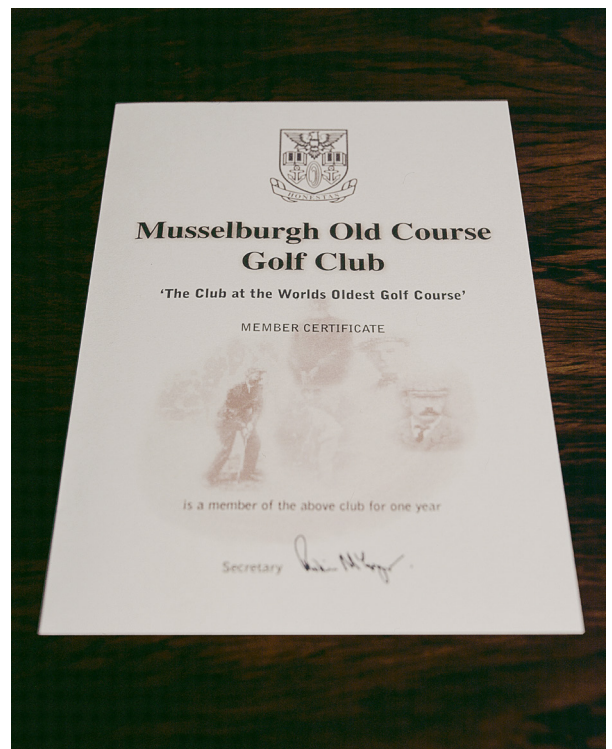 HONESTAS
Musselburgh Old Course
Golf Club
‘The Club at the Worlds Oldest Golf Course’
MEMBER CERTIFICATE
is a member of the above club for one year
Secretary